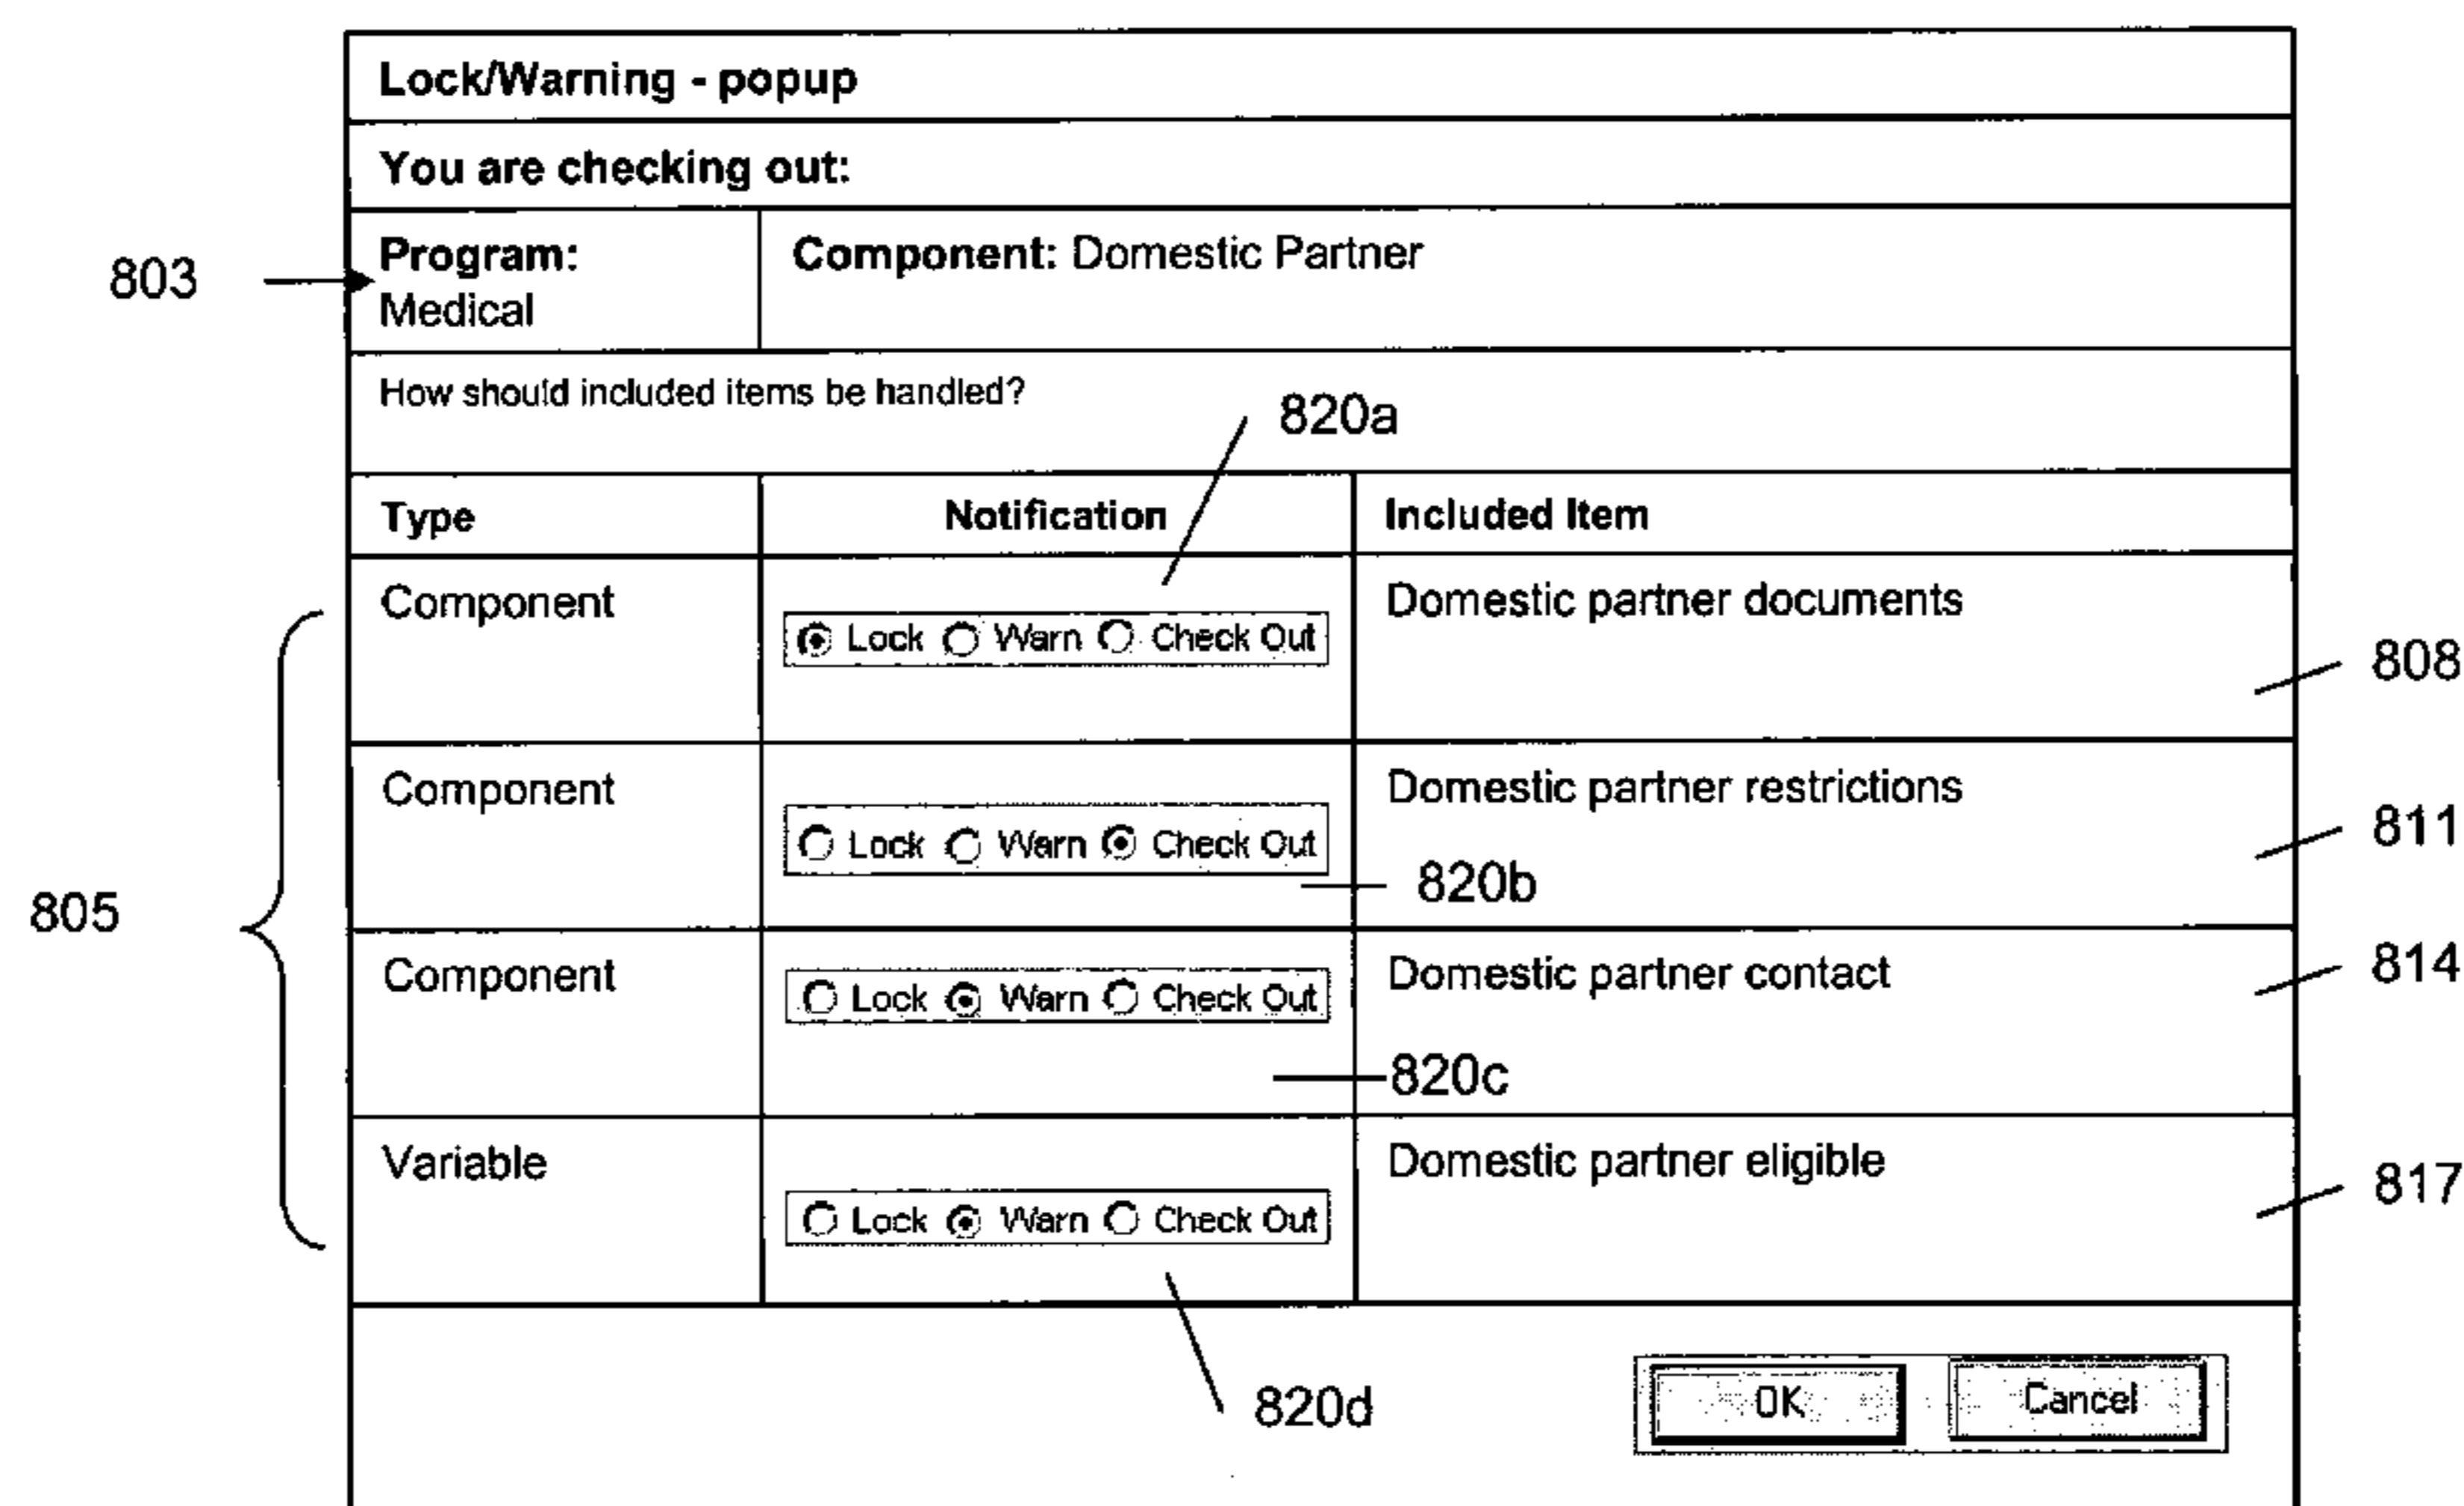 Lock/Warning - popup
You are checking out:
803
Program:
Medical
Component: Domestic Partner
How should included items be handled?
820a
Type Notification Included Item
Component
Lock Warn Check Out
Domestic partner documents
808
Component
Lock Warn Check Out
Domestic partner restrictions
811
820b
805
Component
Lock Warn Check Out
Domestic partner contact
814
820c
Variable
Lock Warn Check Out
Domestic partner eligible
817
820d
OK Cancel